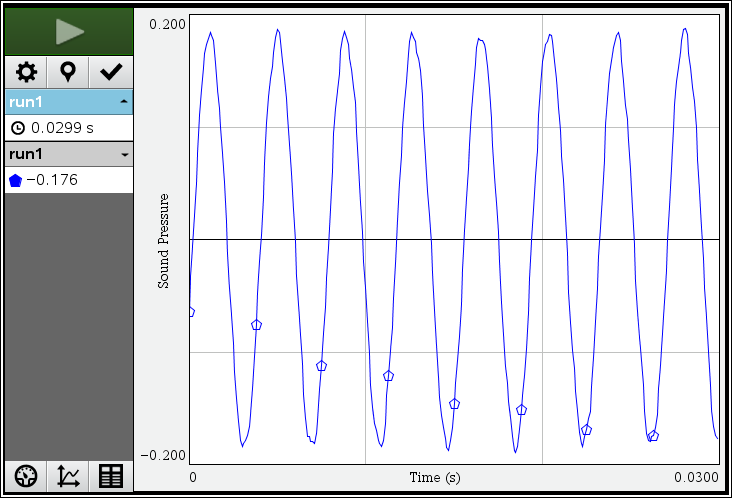 run1
0.0299 s
run1
−0.176
0.200
Sound Pressure
−0.200
0
Time (s)
0.0300